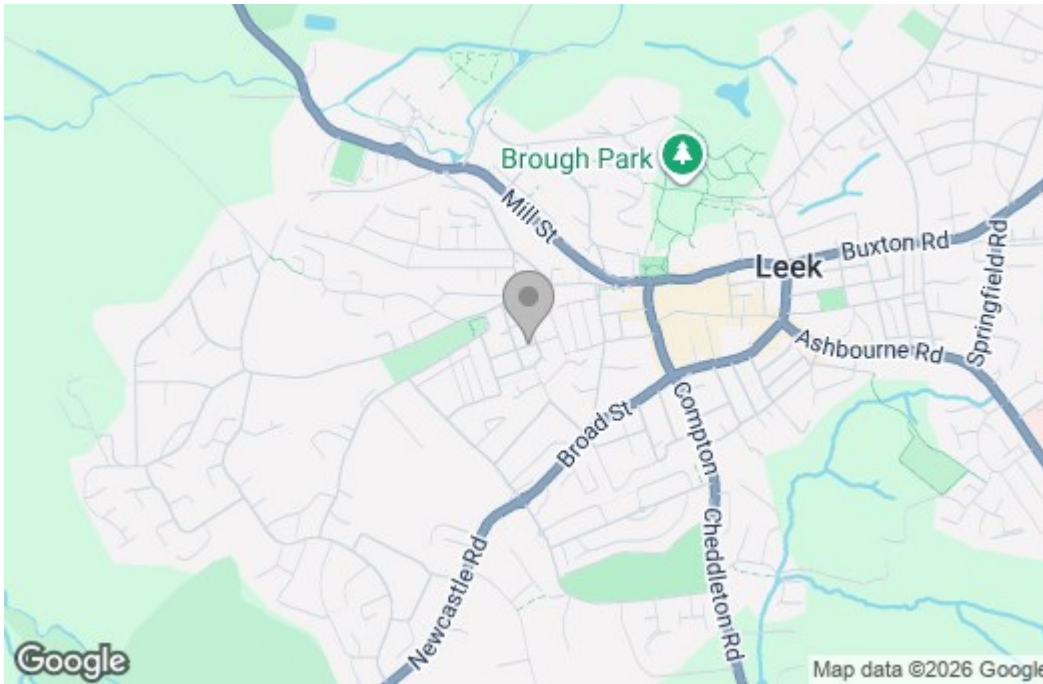 Brough Park
Mill St
Leek
Buxton Rd
Springfield Rd
Ashbourne Rd
Broad St
Compton
Cheddleton Rd
Newcastle Rd
Google
Map data ©2026 Google